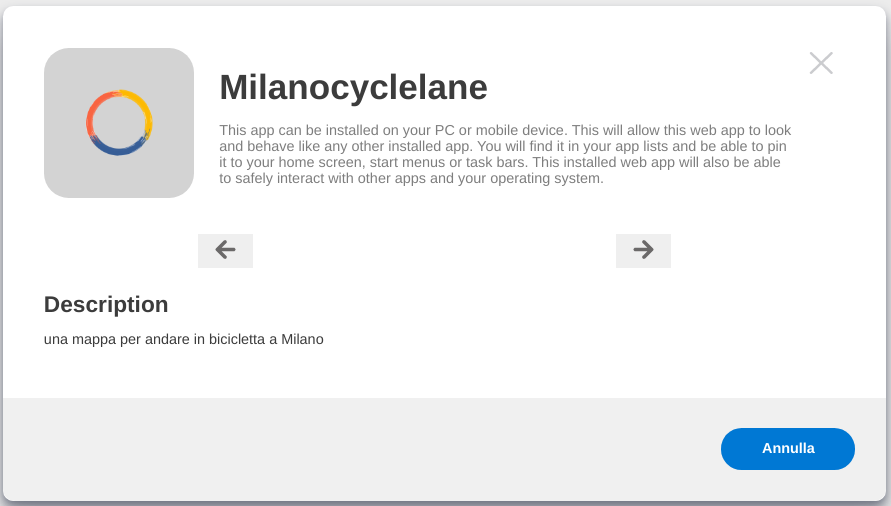 Milanocyclelane
This app can be installed on your PC or mobile device. This will allow this web app to look
and behave like any other installed app. You will find it in your app lists and be able to pin
it to your home screen, start menus or task bars. This installed web app will also be able
to safely interact with other apps and your operating system.
Description
una mappa per andare in bicicletta a Milano
Annulla